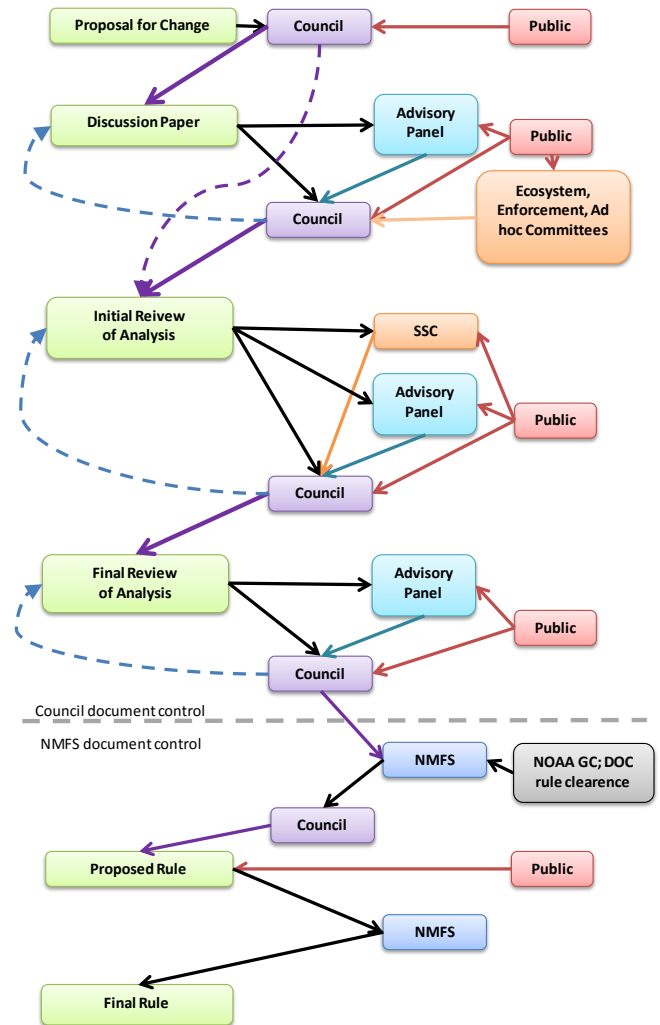 Proposal for Change
Council
Public
Discussion Paper
Advisory
Panel
Public
Ecosystem,
Enforcement, Ad
hoc Committees
Council
Initial Reivew
of Analysis
SSC
Advisory
Panel
Public
Council
Final Review
of Analysis
Advisory
Panel
Public
Council
Council document control
NMFS document control
NMFS
NOAA GC; DOC
rule clearence
Council
Proposed Rule
Public
NMFS
Final Rule